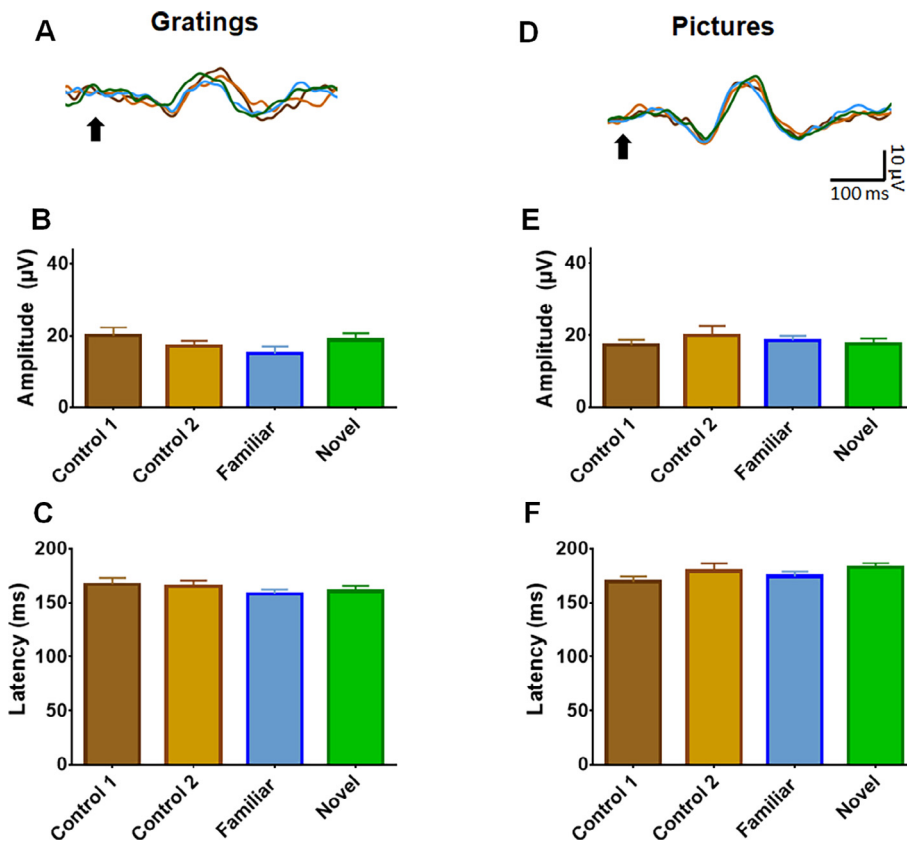 A
Gratings
B
Amplitude (µV)
40
20
0
Control 1
Control 2
Familiar
Novel
C
Latency (ms)
200
150
100
50
0
Control 1
Control 2
Familiar
Novel
D
Pictures
10 µV
100 ms
E
Amplitude (µV)
40
20
0
Control 1
Control 2
Familiar
Novel
F
Latency (ms)
200
150
100
50
0
Control 1
Control 2
Familiar
Novel